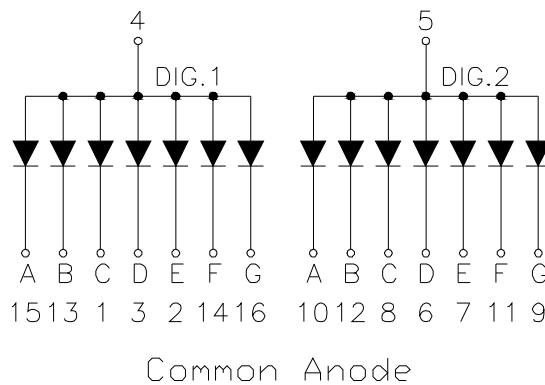 4 5
DIG.1 DIG.2
A B C D E F G A B C D E F G
15 13 1 3 2 14 16 10 12 8 6 7 11 9
Common Anode